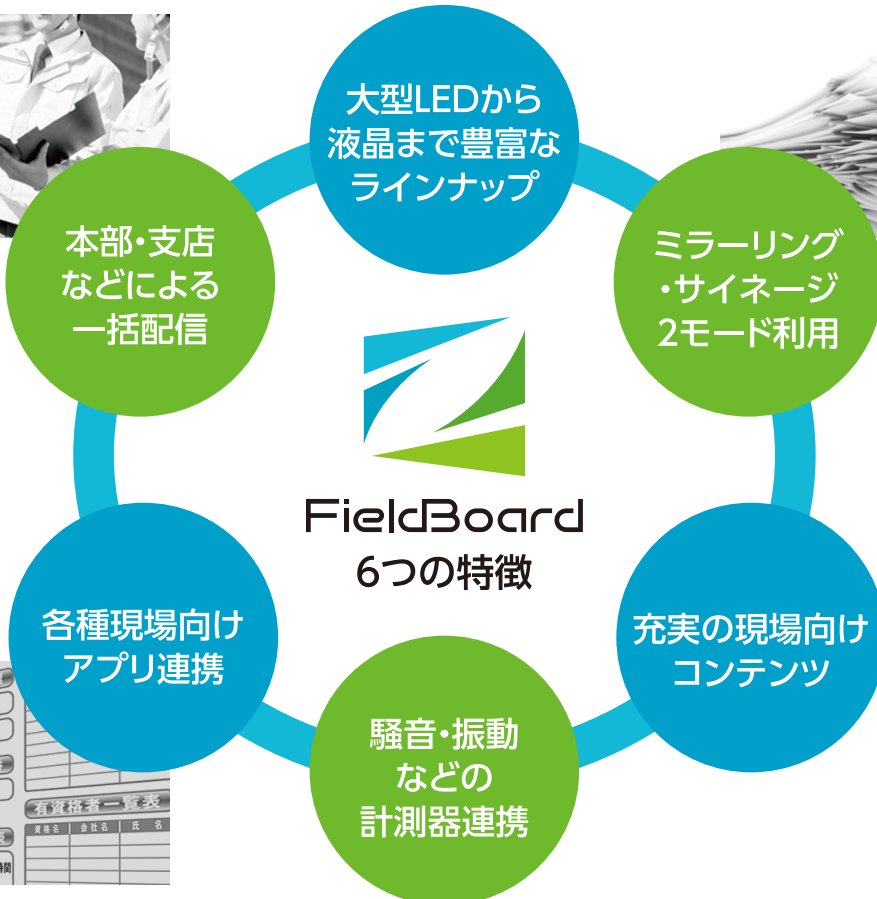 大型LEDから
液晶まで豊富な
ラインナップ
本部・支店
などによる
一括配信
ミラーリング
・サイネージ
2モード利用
FieldBoard
6つの特徴
各種現場向け
アプリ連携
充実の現場向け
コンテンツ
騒音・振動
などの
計測器連携
有資格者一覧表
資格名 会社名 氏 名
時間